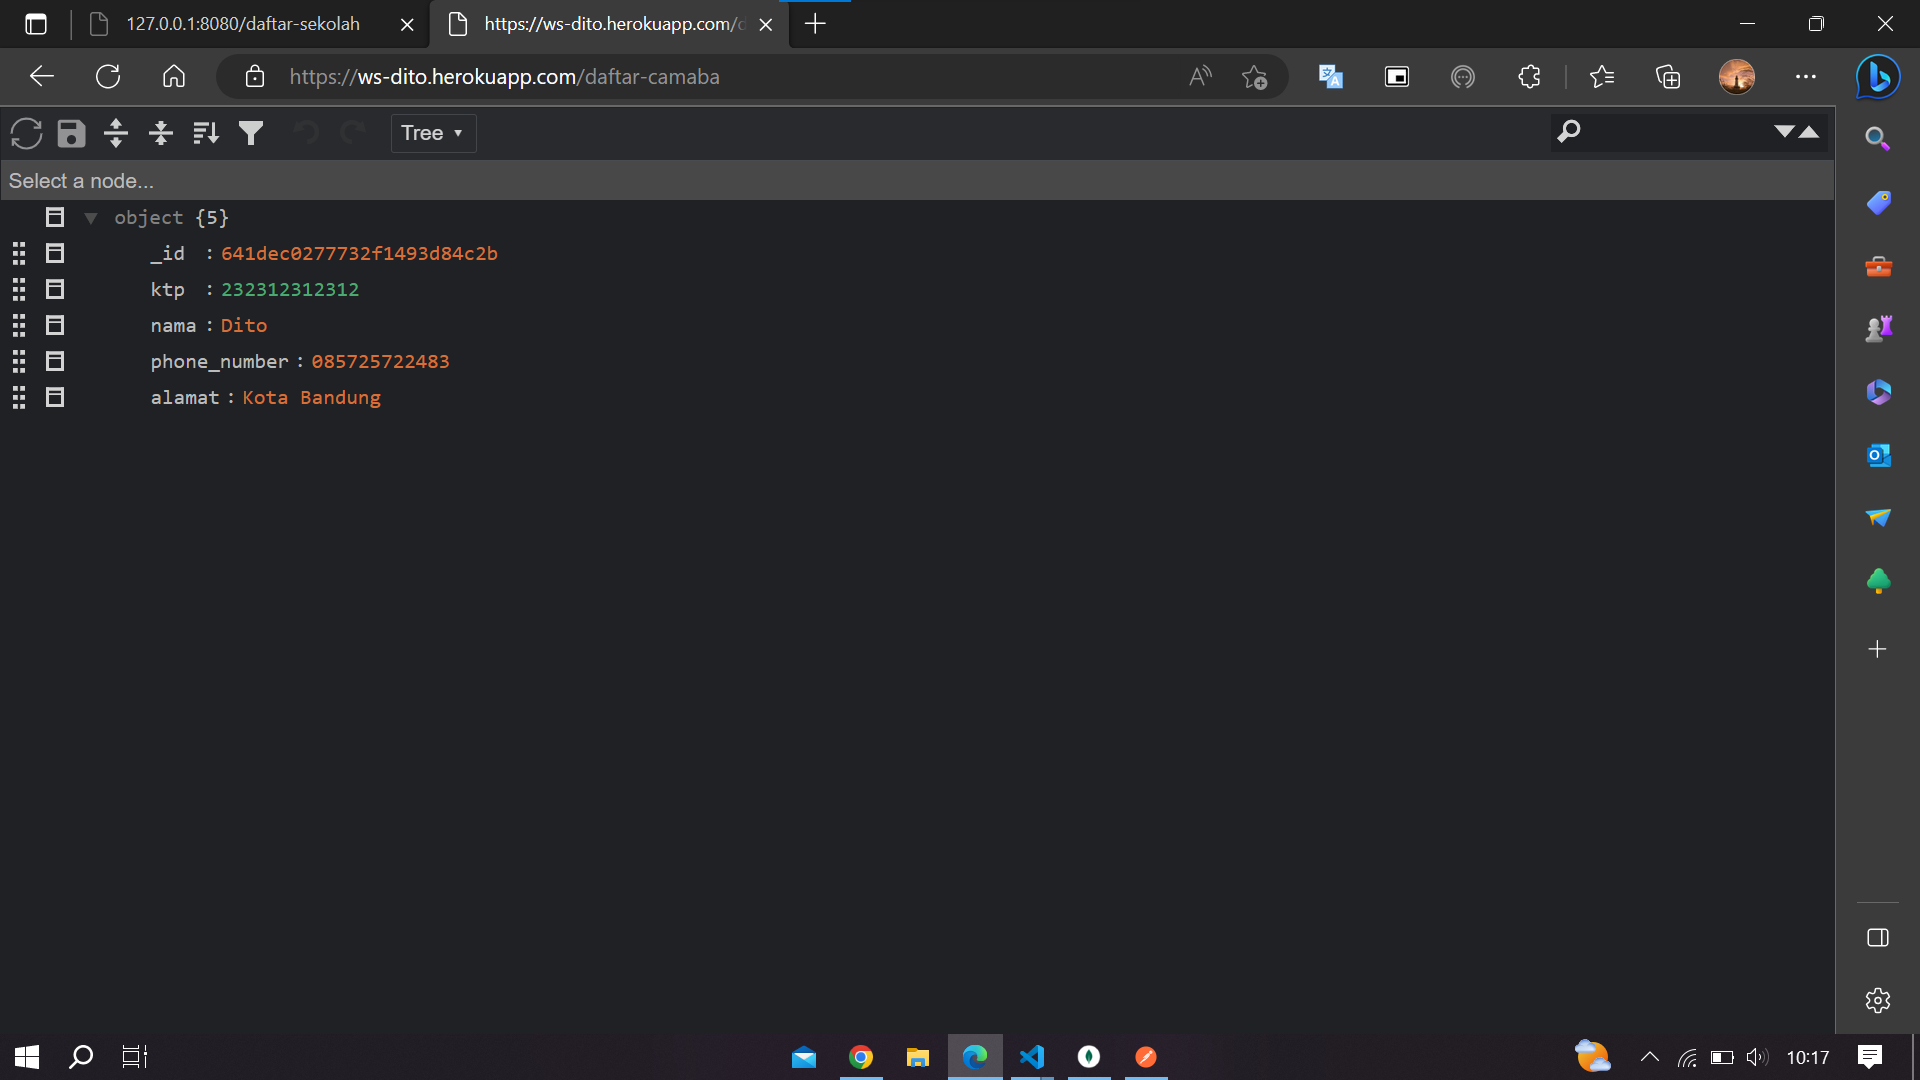 127.0.0.1:8080/daftar-sekolah
https://ws-dito.herokuapp.com/d
https://ws-dito.herokuapp.com/daftar-camaba
Tree
Select a node...
object {5}
_id : 641dec0277732f1493d84c2b
ktp : 232312312312
nama : Dito
phone_number : 085725722483
alamat : Kota Bandung
10:17